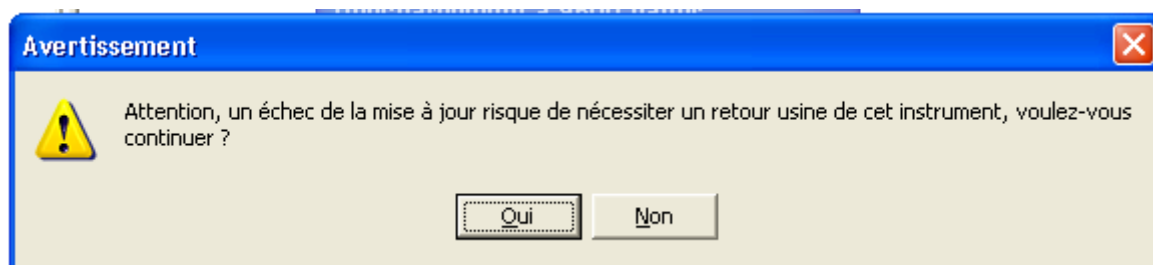 Avertissement
Attention, un échec de la mise à jour risque de nécessiter un retour usine de cet instrument, voulez-vous
continuer ?
Oui Non